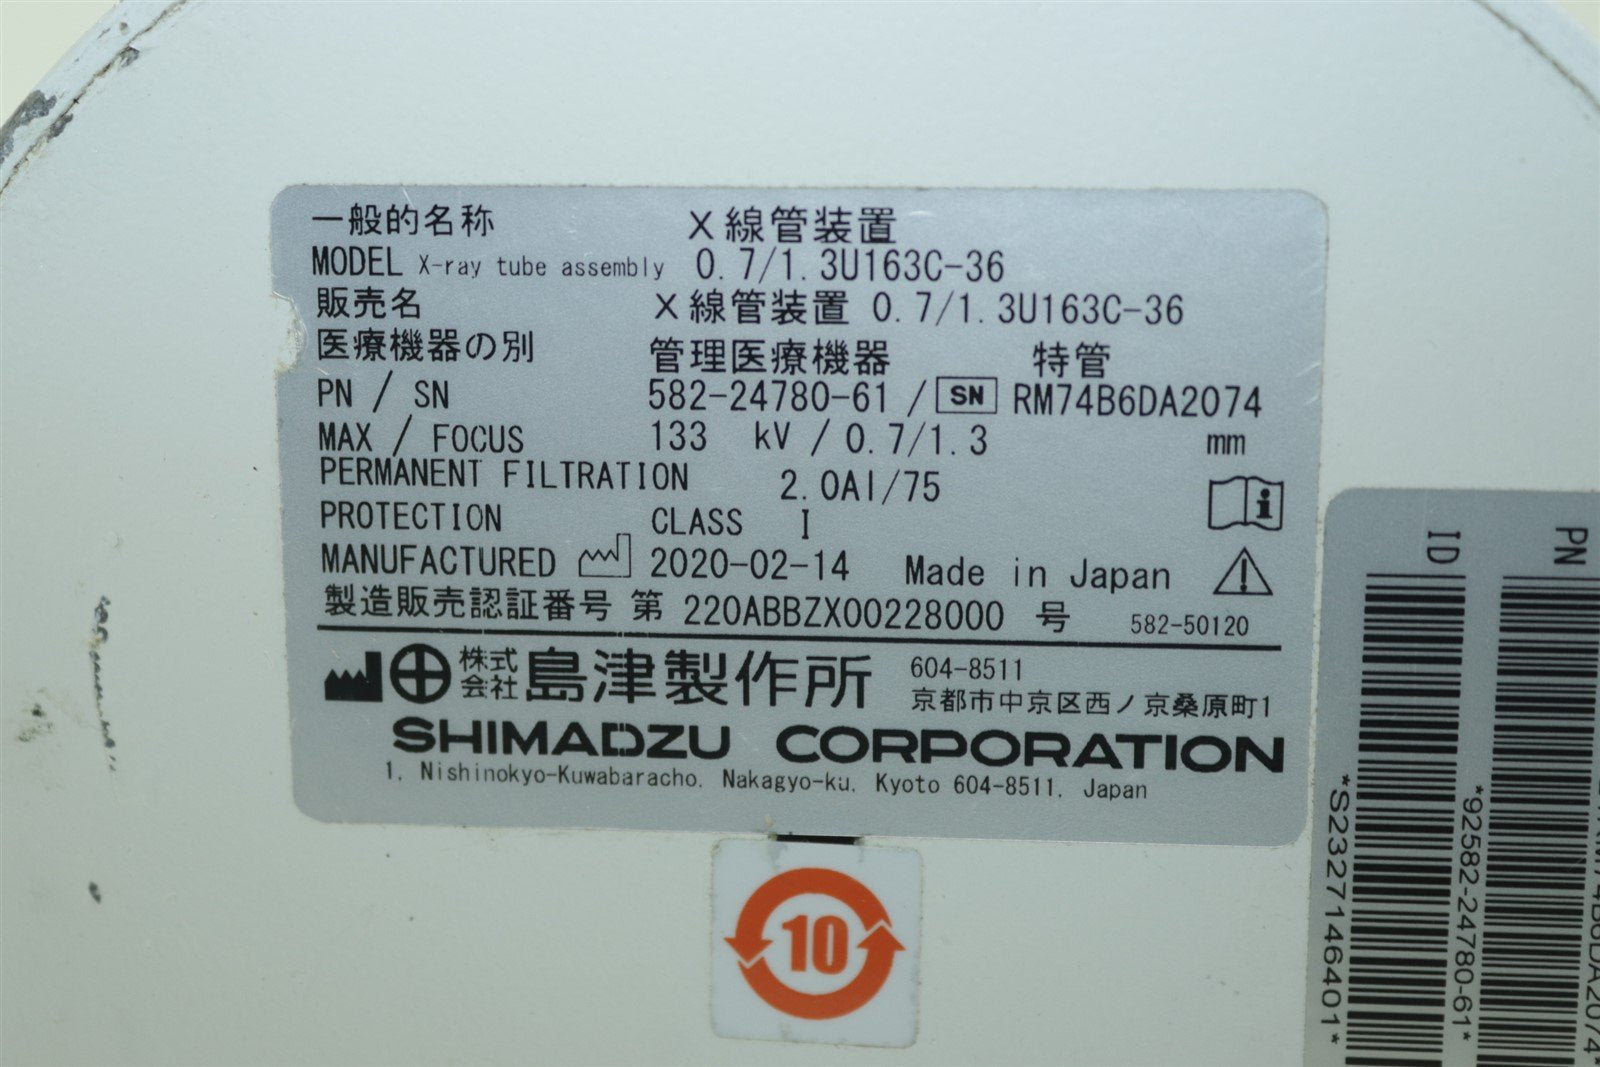 一般的名称 X線管装置
MODEL X-ray tube assembly 0.7/1.3U163C-36
販売名 X線管装置 0.7/1.3U163C-36
医療機器の別 管理医療機器 特管
PN / SN 582-24780-61 / SN RM74B6DA2074
MAX / FOCUS 133 kV / 0.7/1.3 mm
PERMANENT FILTRATION 2.0Al/75
PROTECTION CLASS I
MANUFACTURED 2020-02-14 Made in Japan
製造販売認証番号 第 220ABBZX00228000 号 582-50120
株式会社 島津製作所 604-8511
京都市中京区西ノ京桑原町1
SHIMADZU CORPORATION
1, Nishinokyo-Kuwabaracho, Nakagyo-ku, Kyoto 604-8511, Japan
10
ID
*S2327146401*
PN
*92582-24780-61*